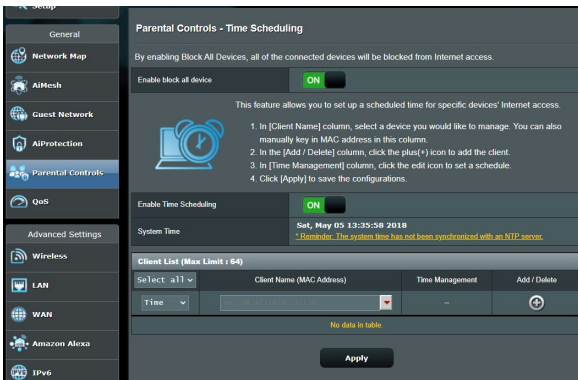 Setup
General
Network Map
AiMesh
Guest Network
AiProtection
Parental Controls
QoS
Advanced Settings
Wireless
LAN
WAN
Amazon Alexa
IPv6
Parental Controls - Time Scheduling
By enabling Block All Devices, all of the connected devices will be blocked from Internet access.
Enable block all device
ON
This feature allows you to set up a scheduled time for specific devices' Internet access.
1. In [Client Name] column, select a device you would like to manage. You can also
manually key in MAC address in this column.
2. In the [Add / Delete] column, click the plus(+) icon to add the client.
3. In [Time Management] column, click the edit icon to set a schedule.
4. Click [Apply] to save the configurations.
Enable Time Scheduling
ON
System Time
Sat, May 05 13:35:58 2018
* Reminder: The system time has not been synchronized with an NTP server.
Client List (Max Limit : 64)
Select all
Client Name (MAC Address)
Time Management
Add / Delete
Time
–
No data in table.
Apply